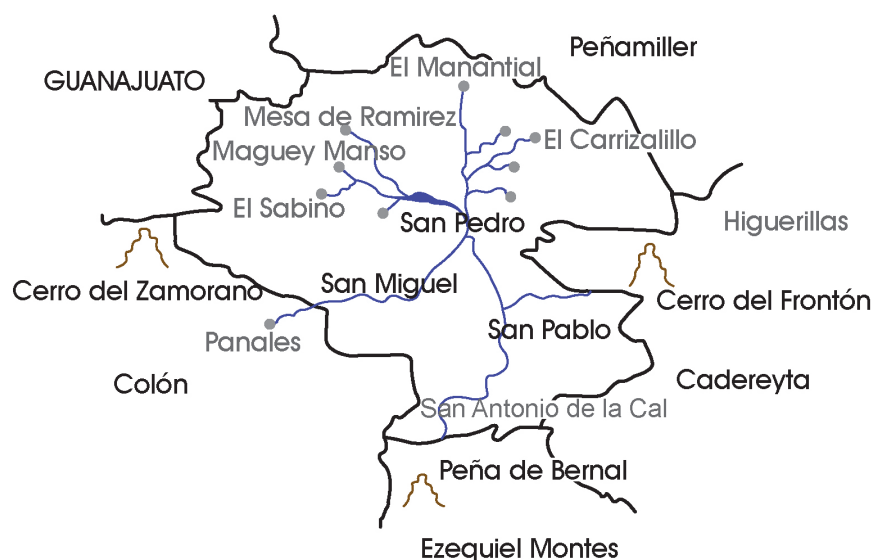 Peñamiller
El Manantial
GUANAJUATO
Mesa de Ramirez
El Carrizalillo
Maguey Manso
El Sabino
San Pedro
Higuerillas
San Miguel
Cerro del Zamorano
Cerro del Frontón
San Pablo
Panales
Colón
Cadereyta
San Antonio de la Cal
Peña de Bernal
Ezequiel Montes